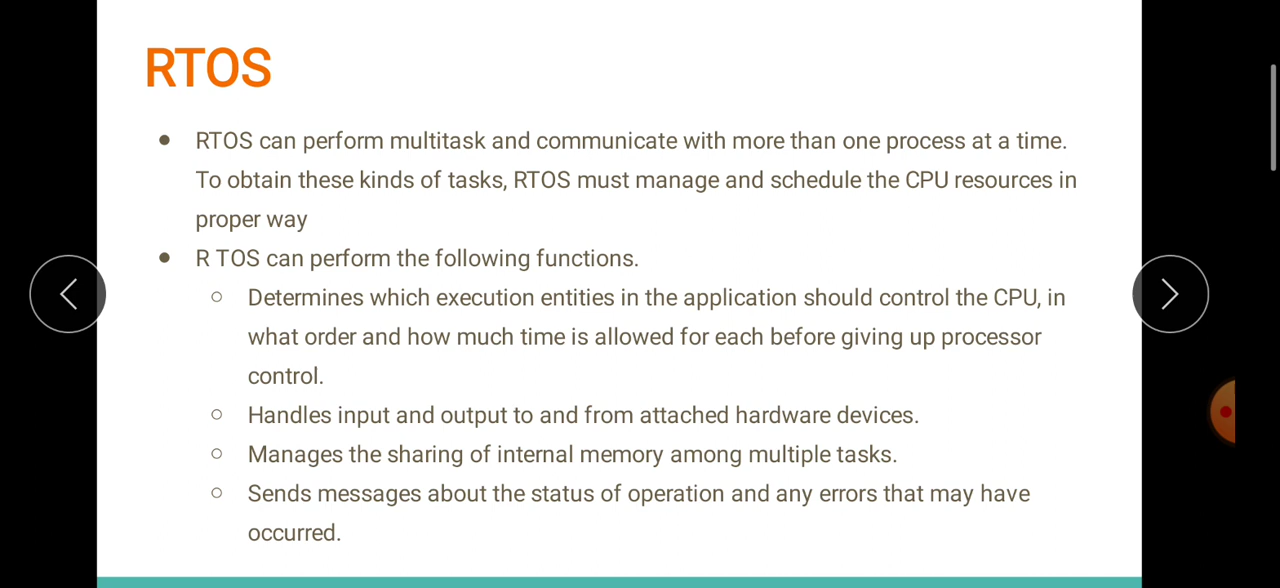 RTOS
RTOS can perform multitask and communicate with more than one process at a time.
To obtain these kinds of tasks, RTOS must manage and schedule the CPU resources in
proper way
R TOS can perform the following functions.
Determines which execution entities in the application should control the CPU, in
what order and how much time is allowed for each before giving up processor
control.
Handles input and output to and from attached hardware devices.
Manages the sharing of internal memory among multiple tasks.
Sends messages about the status of operation and any errors that may have
occurred.